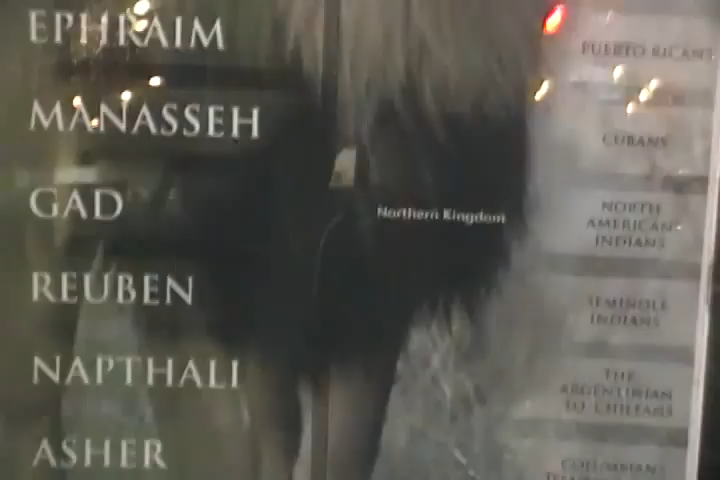 EPHRAIM
PUERTO RICANS
MANASSEH
CUBANS
GAD
Northern Kingdom
NORTH
AMERICAN
INDIANS
REUBEN
SEMINOLE
INDIANS
NAPTHALI
THE
ARGENTINIAN
TO CHILEANS
ASHER